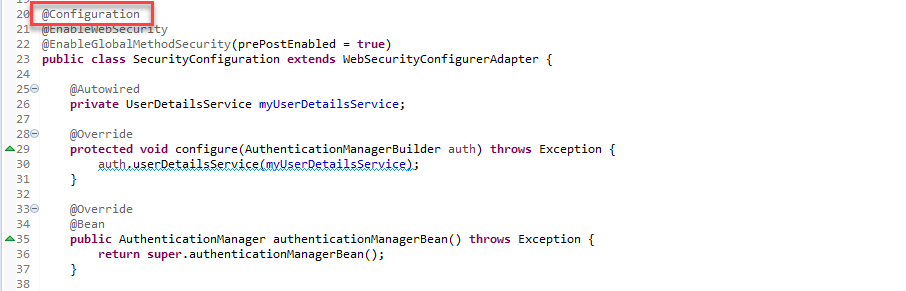 20 @Configuration
21 @EnableWebSecurity
22 @EnableGlobalMethodSecurity(prePostEnabled = true)
23 public class SecurityConfiguration extends WebSecurityConfigurerAdapter {
24
25 @Autowired
26 private UserDetailsService myUserDetailsService;
27
28 @Override
29 protected void configure(AuthenticationManagerBuilder auth) throws Exception {
30 auth.userDetailsService(myUserDetailsService);
31 }
32
33 @Override
34 @Bean
35 public AuthenticationManager authenticationManagerBean() throws Exception {
36 return super.authenticationManagerBean();
37 }
38